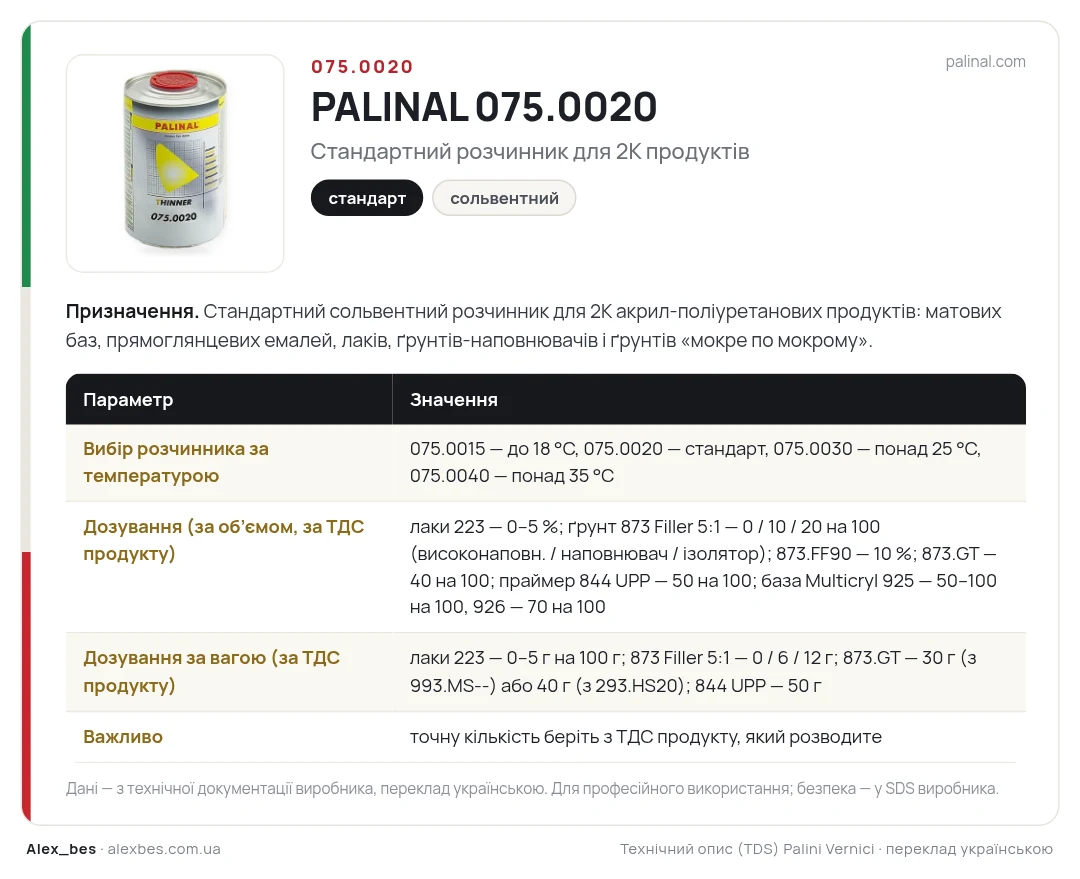 075.0020
palinal.com
PALINAL 075.0020
Стандартний розчинник для 2К продуктів
стандарт
сольвентний
PALINAL
THINNER
075.0020
Призначення. Стандартний сольвентний розчинник для 2К акрил-поліуретанових продуктів: матових
баз, прямоглянцевих емалей, лаків, ґрунтів-наповнювачів і ґрунтів «мокре по мокрому».
Параметр
Значення
Вибір розчинника за
температурою
075.0015 — до 18 °C, 075.0020 — стандарт, 075.0030 — понад 25 °C,
075.0040 — понад 35 °C
Дозування (за об’ємом, за ТДС
продукту)
лаки 223 — 0–5 %; ґрунт 873 Filler 5:1 — 0 / 10 / 20 на 100
(високонаповн. / наповнювач / ізолятор); 873.FF90 — 10 %; 873.GT —
40 на 100; праймер 844 UPP — 50 на 100; база Multicryl 925 — 50–100
на 100, 926 — 70 на 100
Дозування за вагою (за ТДС
продукту)
лаки 223 — 0–5 г на 100 г; 873 Filler 5:1 — 0 / 6 / 12 г; 873.GT — 30 г (з
993.MS--) або 40 г (з 293.HS20); 844 UPP — 50 г
Важливо
точну кількість беріть з ТДС продукту, який розводите
Дані — з технічної документації виробника, переклад українською. Для професійного використання; безпека — у SDS виробника.
Alex_bes · alexbes.com.ua
Технічний опис (TDS) Palini Vernici · переклад українською